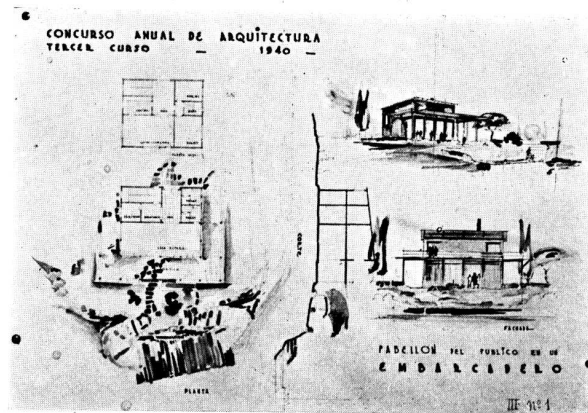 CONCURSO ANUAL DE ARQUITECTURA
TERCER CURSO — 1940 —
CORTE
FACHADA
PABELLON DEL PUBLICO EN UN
EMBARCADERO
PLANTA
III Nº 1